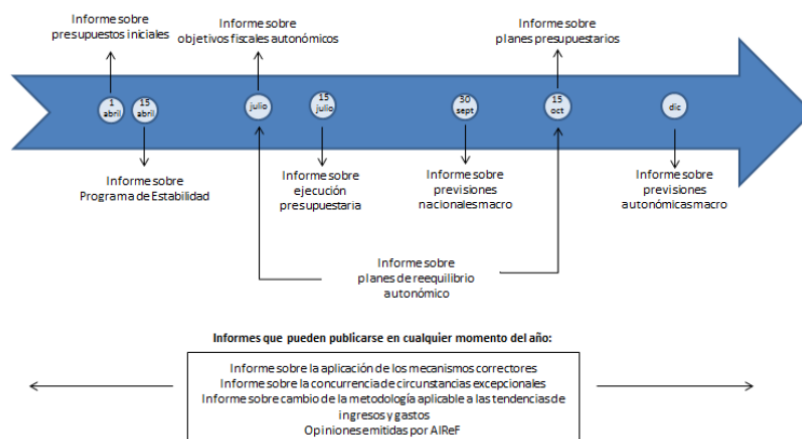 Informe sobre
presupuestos iniciales
Informe sobre
objetivos fiscales autonómicos
Informe sobre
planes presupuestarios
1
abril
15
abril
julio
15
julio
30
sept
15
oct
dic
Informe sobre
Programa de Estabilidad
Informe sobre
ejecución
presupuestaria
Informe sobre
previsiones
nacionales macro
Informe sobre
previsiones
autonómicas macro
Informe sobre
planes de reequilibrio
autonómico
Informes que pueden publicarse en cualquier momento del año:
Informe sobre la aplicación de los mecanismos correctores
Informe sobre la concurrencia de circunstancias excepcionales
Informe sobre cambio de la metodología aplicable a las tendencias de
ingresos y gastos
Opiniones emitidas por AIReF